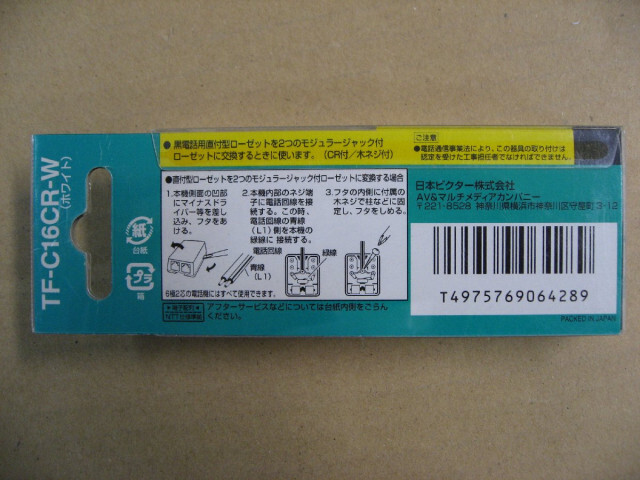 TF-C16CR-W
(ホワイト)
紙
台紙
プラ
箱
●黒電話用直付型ローゼットを2つのモジュラージャック付
ローゼットに交換するときに使います。(CR付/木ネジ付)
ご注意
●電話通信事業法により、この器具の取り付けは
認定を受けた工事担任者でなければできません。
●直付型ローゼットを2つのモジュラージャック付ローゼットに変換する場合
1.本機側面の凹部
にマイナスドラ
イバー等を差し
込み、フタをあ
ける。
2.本機内部のネジ端
子に電話回線を接
続する。この時、
電話回線の青線
(L1)側を本機の
緑線に接続する。
3.フタの内側に付属の
木ネジで柱などに固
定し、フタをしめる。
電話回線
青線
(L1)
緑線
6極2芯の電話機にはすべて使用できます。
アフターサービスなどについては台紙内側をごらん
ください。
日本ビクター株式会社
AV&マルチメディアカンパニー
〒221-8528 神奈川県横浜市神奈川区守屋町3-12
T4975769064289
PACKED IN JAPAN